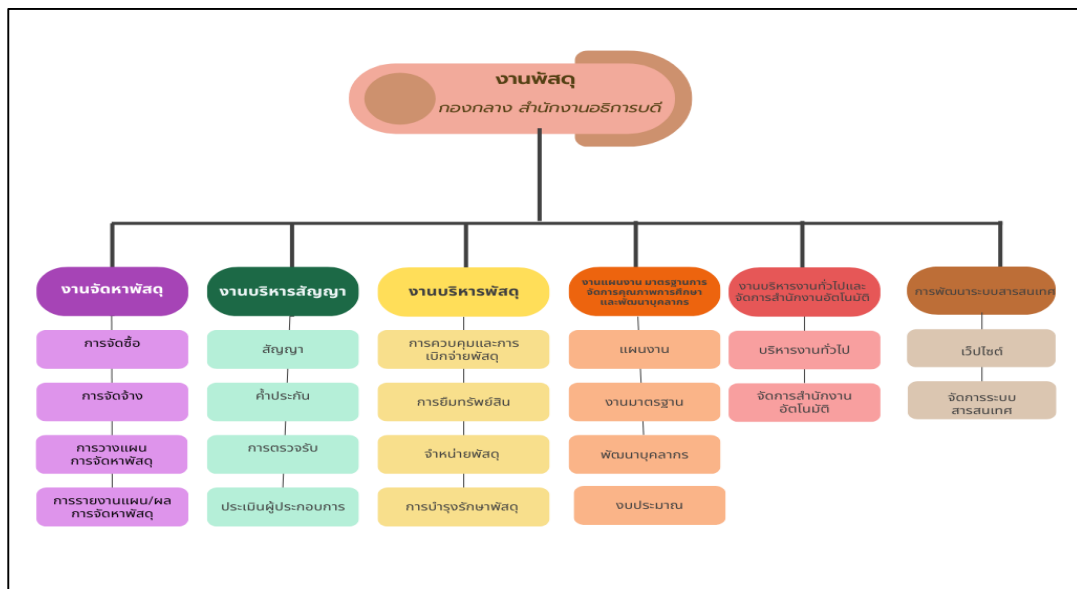 งานพัสดุ
กองกลาง สำนักงานอธิการบดี
งานจัดหาพัสดุ
การจัดซื้อ
การจัดจ้าง
การวางแผน
การจัดหาพัสดุ
การรายงานแผน/ผล
การจัดหาพัสดุ
งานบริหารสัญญา
สัญญา
ค้ำประกัน
การตรวจรับ
ประเมินผู้ประกอบการ
งานบริหารพัสดุ
การควบคุมและการ
เบิกจ่ายพัสดุ
การยืมทรัพย์สิน
จำหน่ายพัสดุ
การบำรุงรักษาพัสดุ
งานแผนงาน มาตรฐานการ
จัดการคุณภาพการศึกษา
และพัฒนาบุคลากร
แผนงาน
งานมาตรฐาน
พัฒนาบุคลากร
งบประมาณ
งานบริหารงานทั่วไปและ
จัดการสำนักงานอัตโนมัติ
บริหารงานทั่วไป
จัดการสำนักงาน
อัตโนมัติ
การพัฒนาระบบสารสนเทศ
เว็ปไซต์
จัดการระบบ
สารสนเทศ